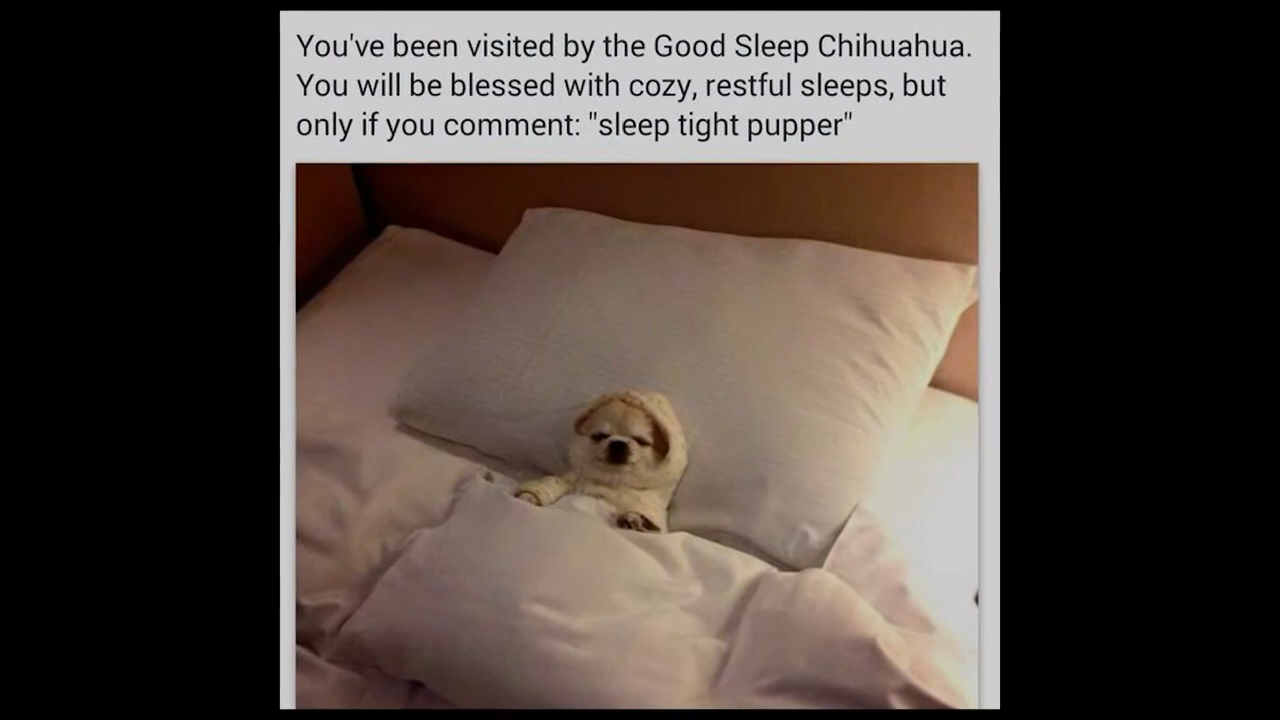 You've been visited by the Good Sleep Chihuahua.
You will be blessed with cozy, restful sleeps, but
only if you comment: "sleep tight pupper"